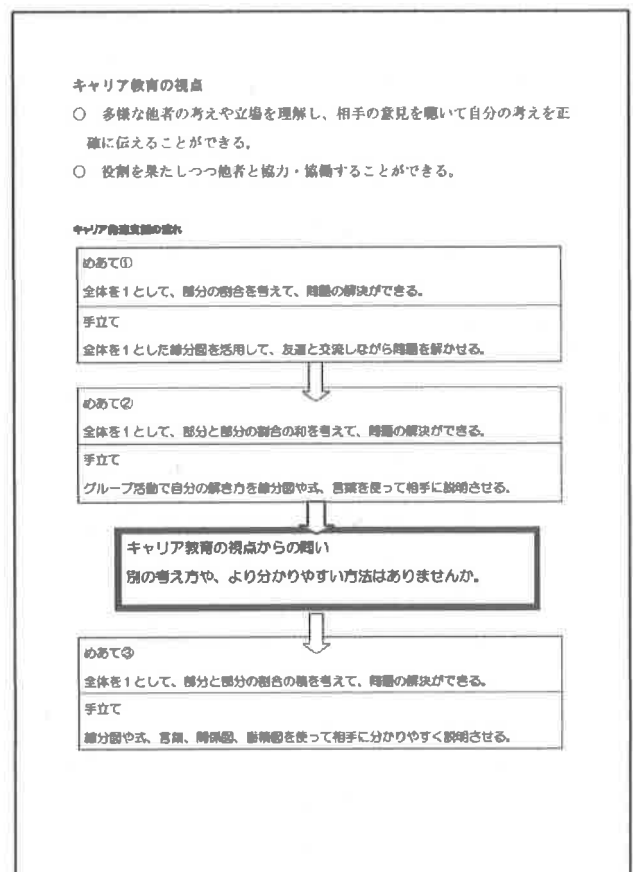 キャリア教育の視点
○ 多様な他者の考えや立場を理解し、相手の意見を聴いて自分の考えを正
確に伝えることができる。
○ 役割を果たしつつ他者と協力・協働することができる。
キャリア発達支援の流れ
めあて①
全体を1として、部分の割合を考えて、問題の解決ができる。
手立て
全体を1とした線分図を活用して、友達と交流しながら問題を解かせる。
めあて②
全体を1として、部分と部分の割合の和を考えて、問題の解決ができる。
手立て
グループ活動で自分の解き方を線分図や式、言葉を使って相手に説明させる。
キャリア教育の視点からの問い
別の考え方や、より分かりやすい方法はありませんか。
めあて③
全体を1として、部分と部分の割合の積を考えて、問題の解決ができる。
手立て
線分図や式、言葉、関係図、面積図を使って相手に分かりやすく説明させる。